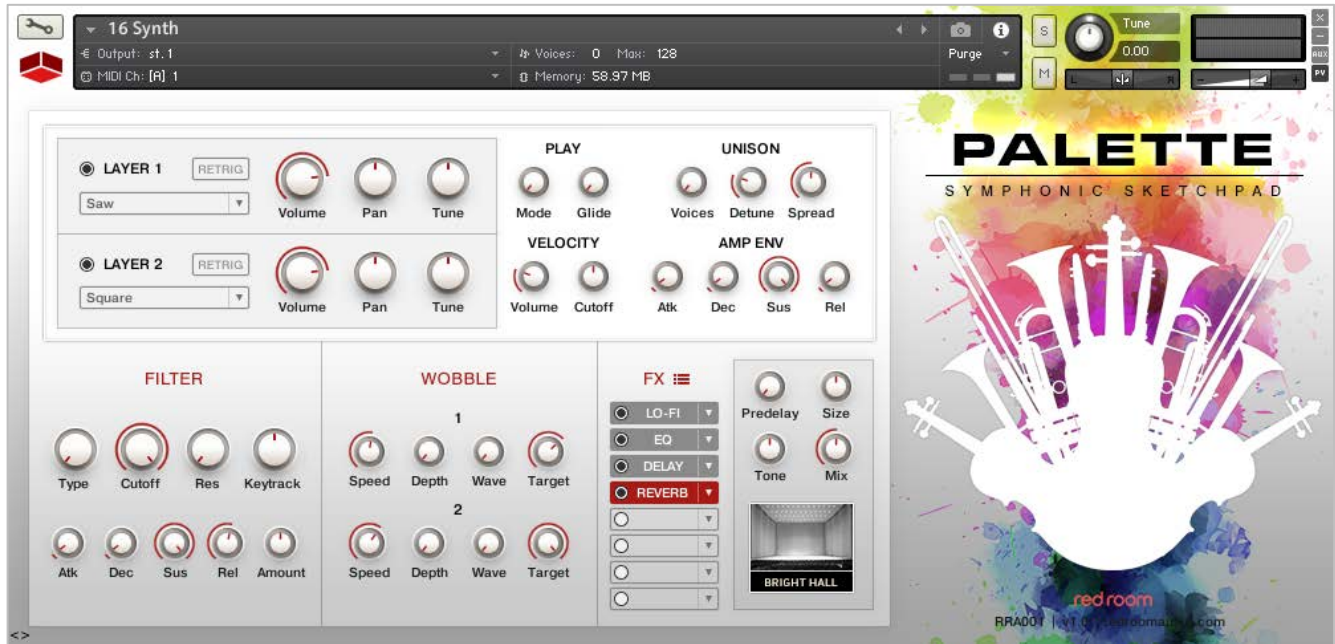 16 Synth
Output: st. 1
Voices: 0 Max: 128
Purge
MIDI Ch: [A] 1
Memory: 58.97 MB
S
M
Tune
0.00
L R
- +
×
-
AUX
PV
LAYER 1
RETRIG
Saw
Volume Pan Tune
LAYER 2
RETRIG
Square
Volume Pan Tune
PLAY
Mode Glide
UNISON
Voices Detune Spread
VELOCITY
Volume Cutoff
AMP ENV
Atk Dec Sus Rel
FILTER
Type Cutoff Res Keytrack
Atk Dec Sus Rel Amount
WOBBLE
1
Speed Depth Wave Target
2
Speed Depth Wave Target
FX
LO-FI
EQ
DELAY
REVERB
Predelay Size
Tone Mix
BRIGHT HALL
PALETTE
SYMPHONIC SKETCHPAD
red room
RRA001 |
<>